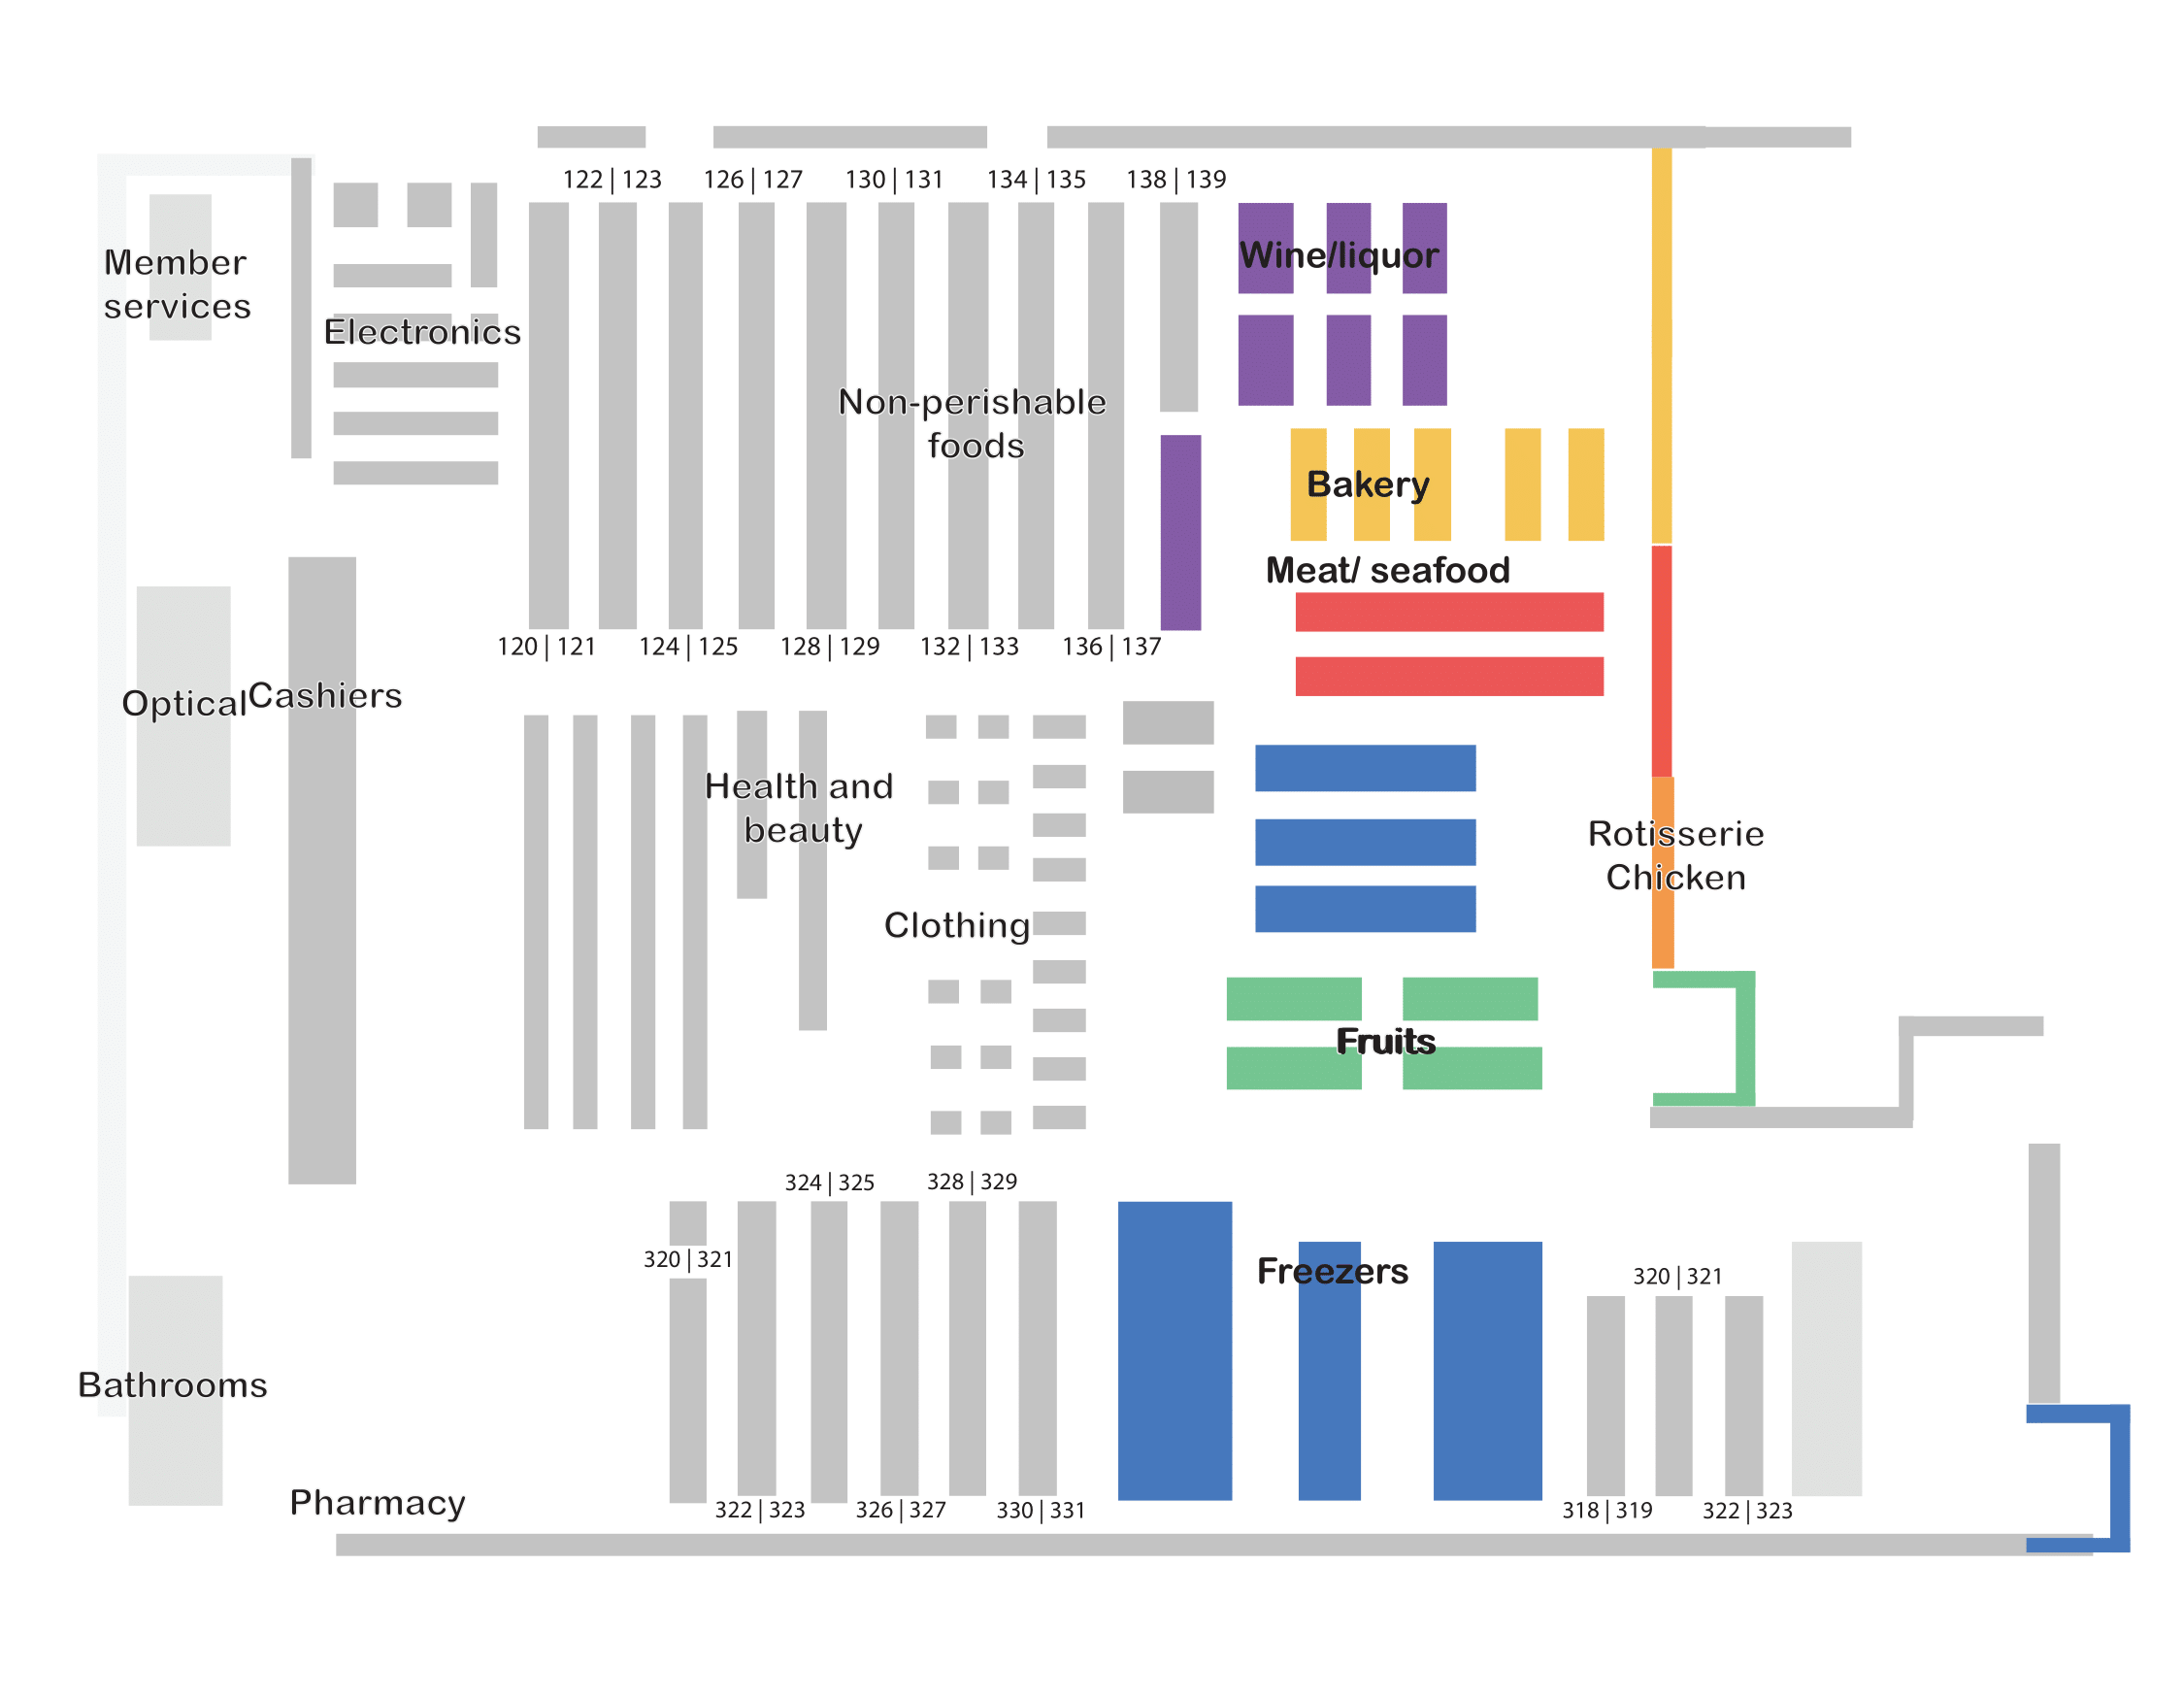 122 | 123
126 | 127
130 | 131
134 | 135
138 | 139
Member
services
Electronics
Wine/liquor
Non-perishable
foods
Bakery
Meat/ seafood
120 | 121
124 | 125
128 | 129
132 | 133
136 | 137
Optical
Cashiers
Health and
beauty
Rotisserie
Chicken
Clothing
Fruits
324 | 325
328 | 329
320 | 321
Freezers
320 | 321
Bathrooms
Pharmacy
322 | 323
326 | 327
330 | 331
318 | 319
322 | 323